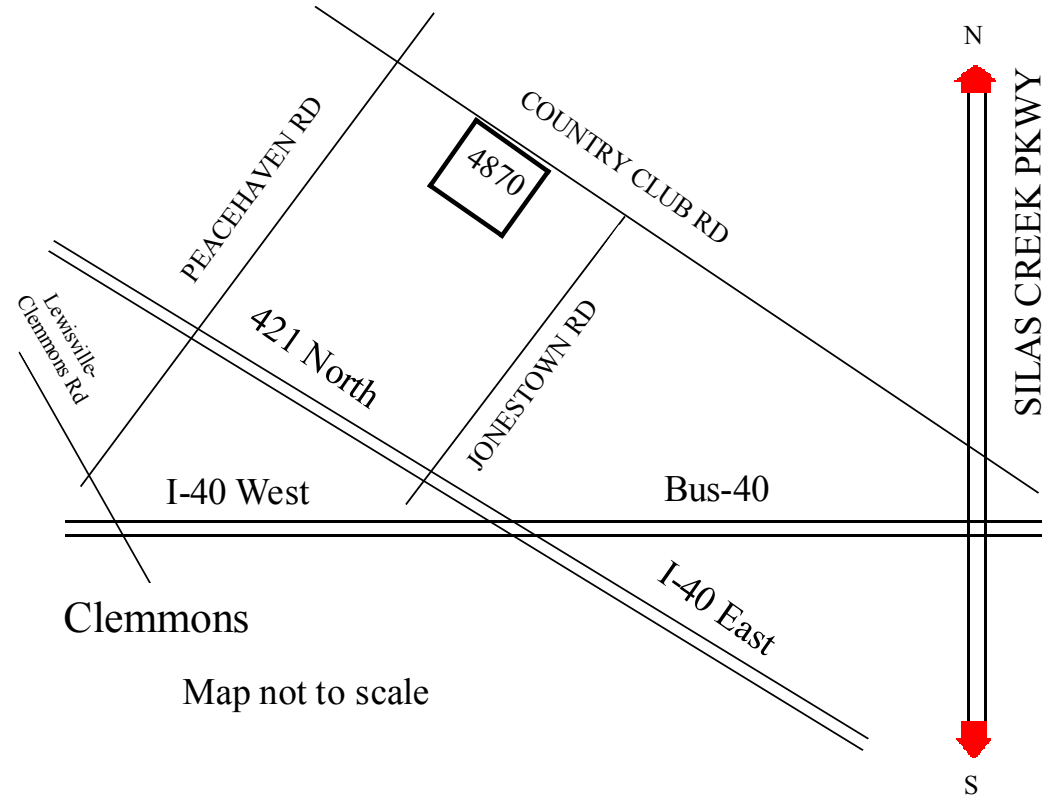 N
COUNTRY CLUB RD
SILAS CREEK PKWY
PEACEHAVEN RD
4870
Lewisville-
Clemmons Rd
421 North
JONESTOWN RD
I-40 West
Bus-40
I-40 East
Clemmons
Map not to scale
S